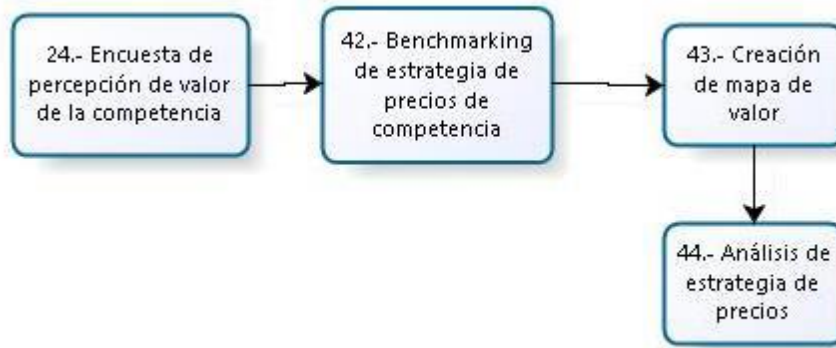 24.- Encuesta de
percepción de valor
de la competencia
42.- Benchmarking
de estrategia de
precios de
competencia
43.- Creación
de mapa de
valor
44.- Análisis de
estrategia de
precios